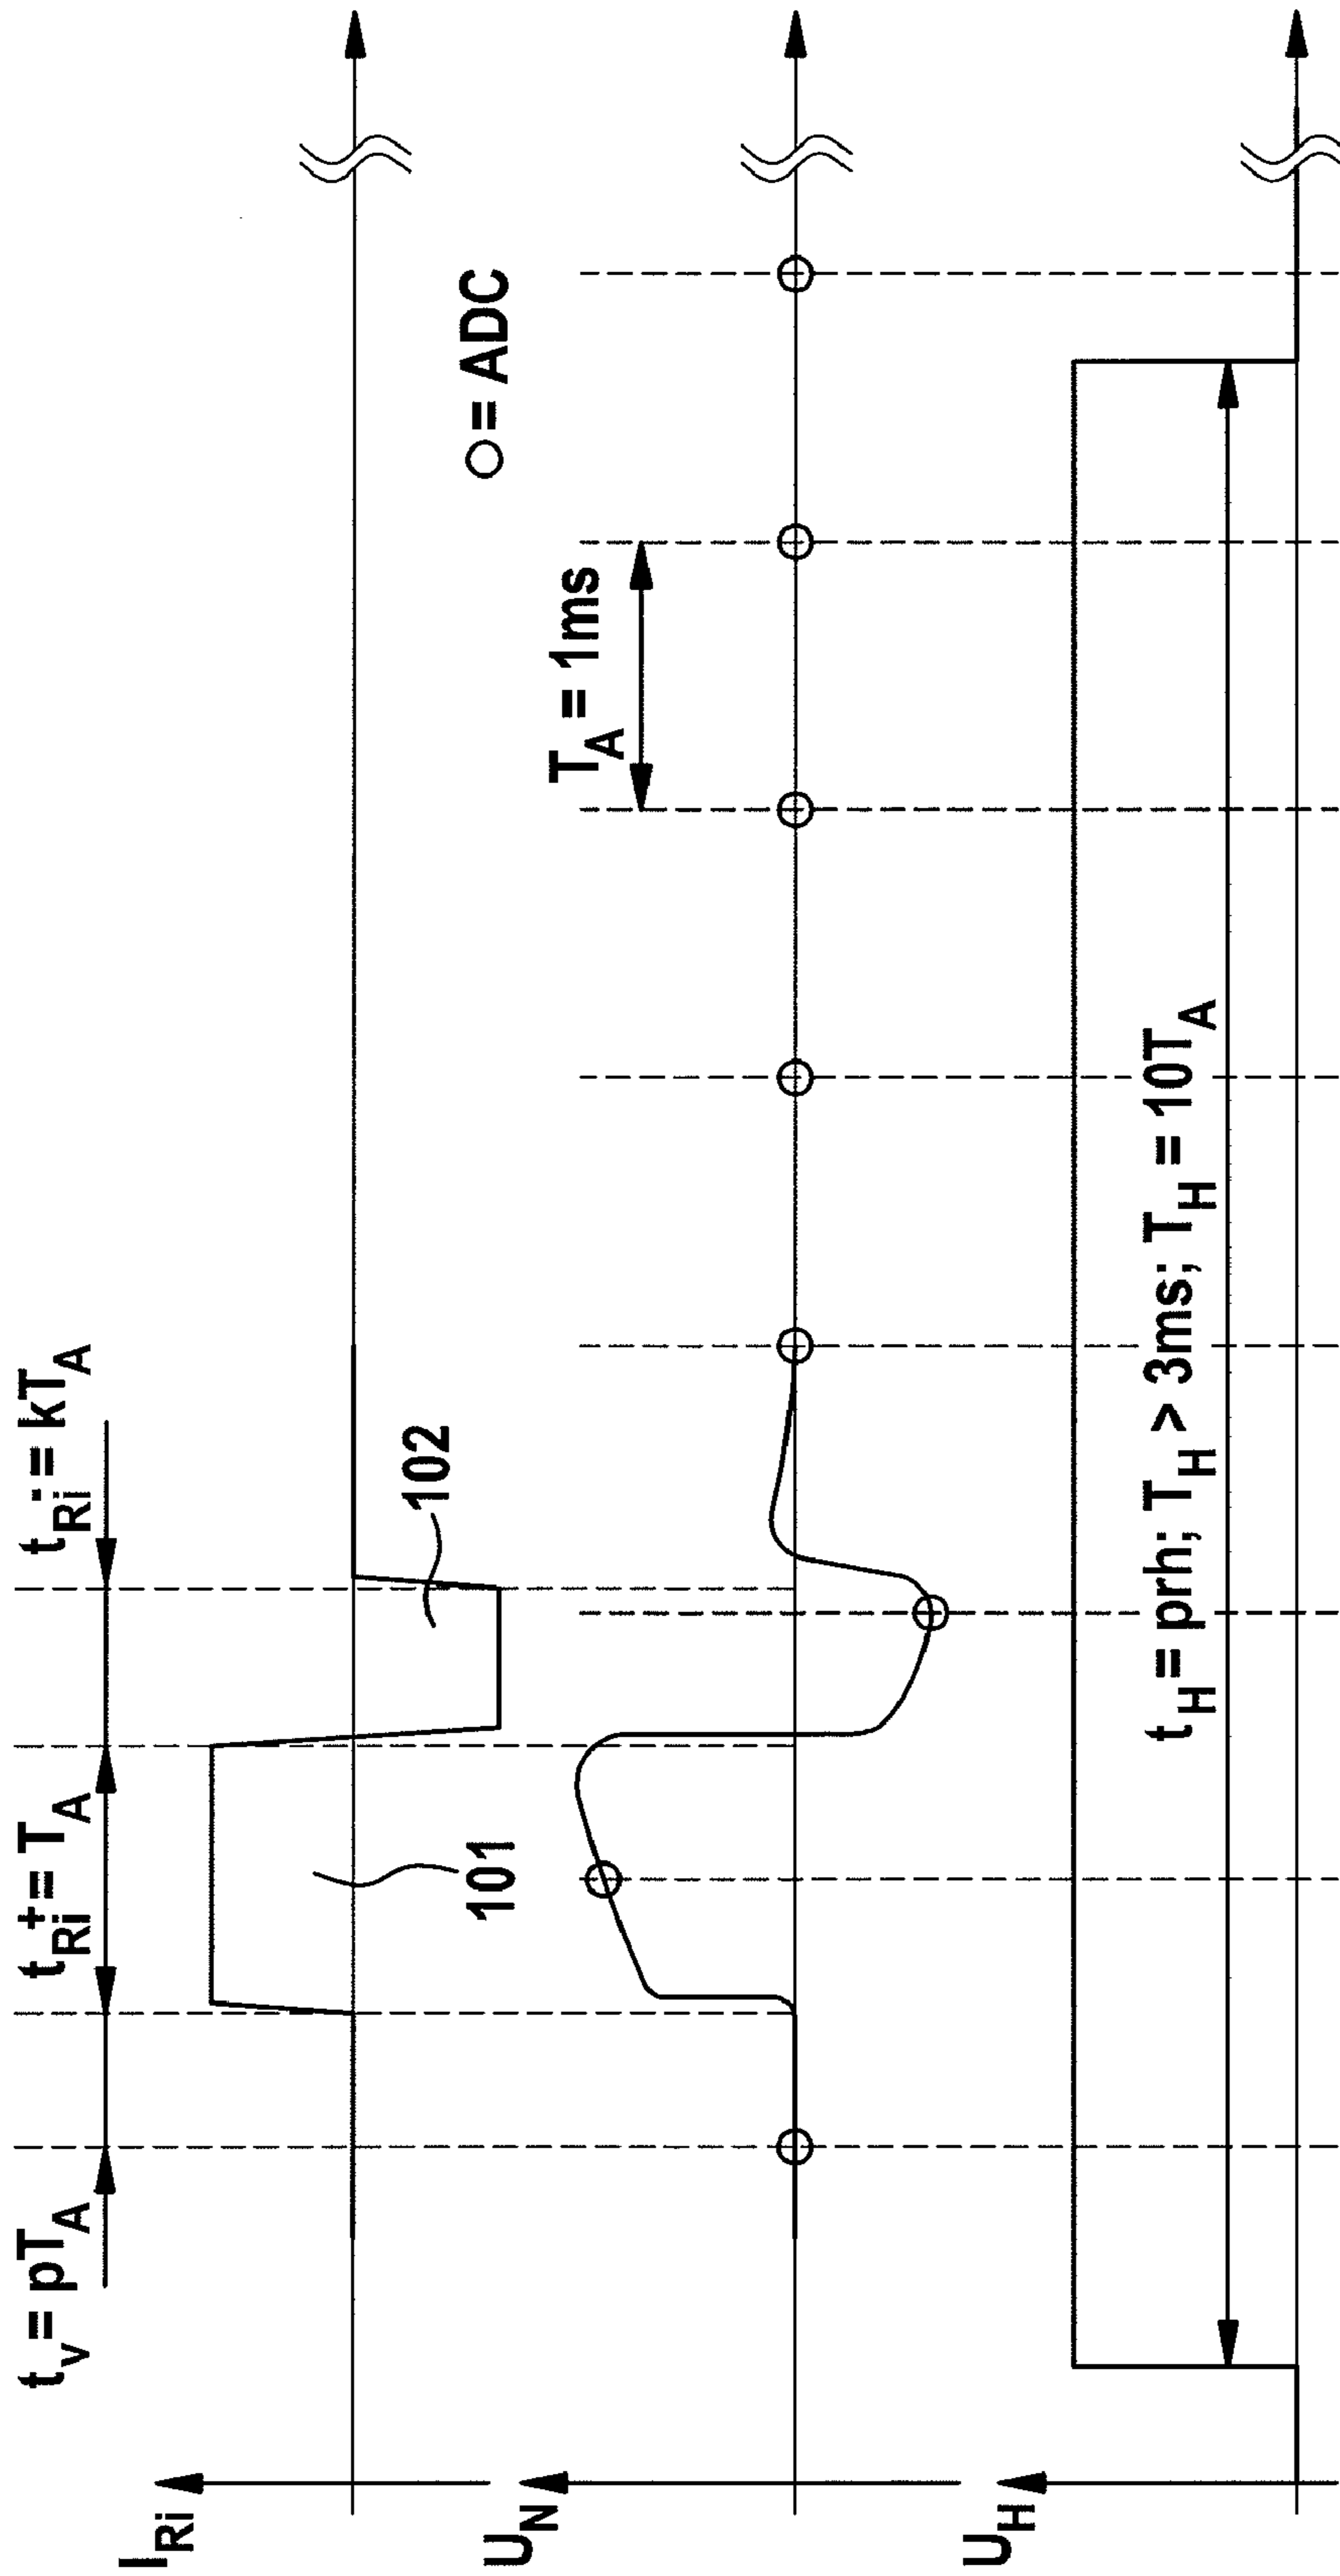 t_v = pT_A
t_Ri^+ = T_A
t_Ri^- = kT_A
I_Ri
101
102
U_N
○ = ADC
T_A = 1ms
U_H
t_H = prh; T_H > 3ms; T_H = 10T_A